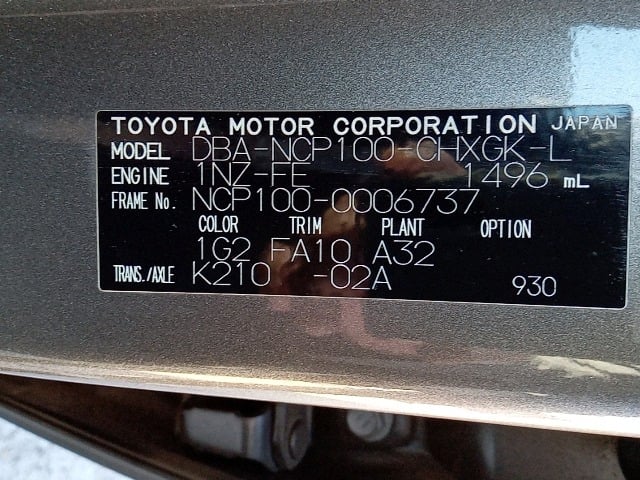 TOYOTA MOTOR CORPORATION JAPAN
MODEL DBA-NCP100-CHXGK-L
ENGINE 1NZ-FE 1496 mL
FRAME No. NCP100-0006737
COLOR TRIM PLANT OPTION
1G2 FA10 A32
TRANS./AXLE K210 -02A 930